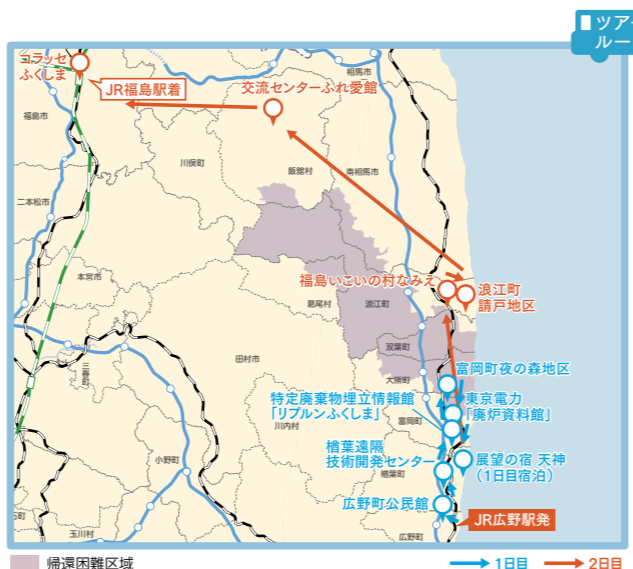 ツアー
ルー
コラッセ
ふくしま
JR福島駅着
交流センターふれ愛館
相馬市
福島市
川俣町
飯舘村
南相馬市
二本松市
本宮市
福島いこいの村なみえ
浪江町
請戸地区
葛尾村
浪江町
双葉町
田村市
大熊町
富岡町夜の森地区
三春町
特定廃棄物埋立情報館
「リプルンふくしま」
東京電力
「廃炉資料館」
川内村
富岡町
小野町
楢葉遠隔
技術開発センター
楢葉町
展望の宿 天神
（1日目宿泊）
広野町公民館
JR広野駅発
石町
玉川村
広野町
帰還困難区域
1日目
2日目